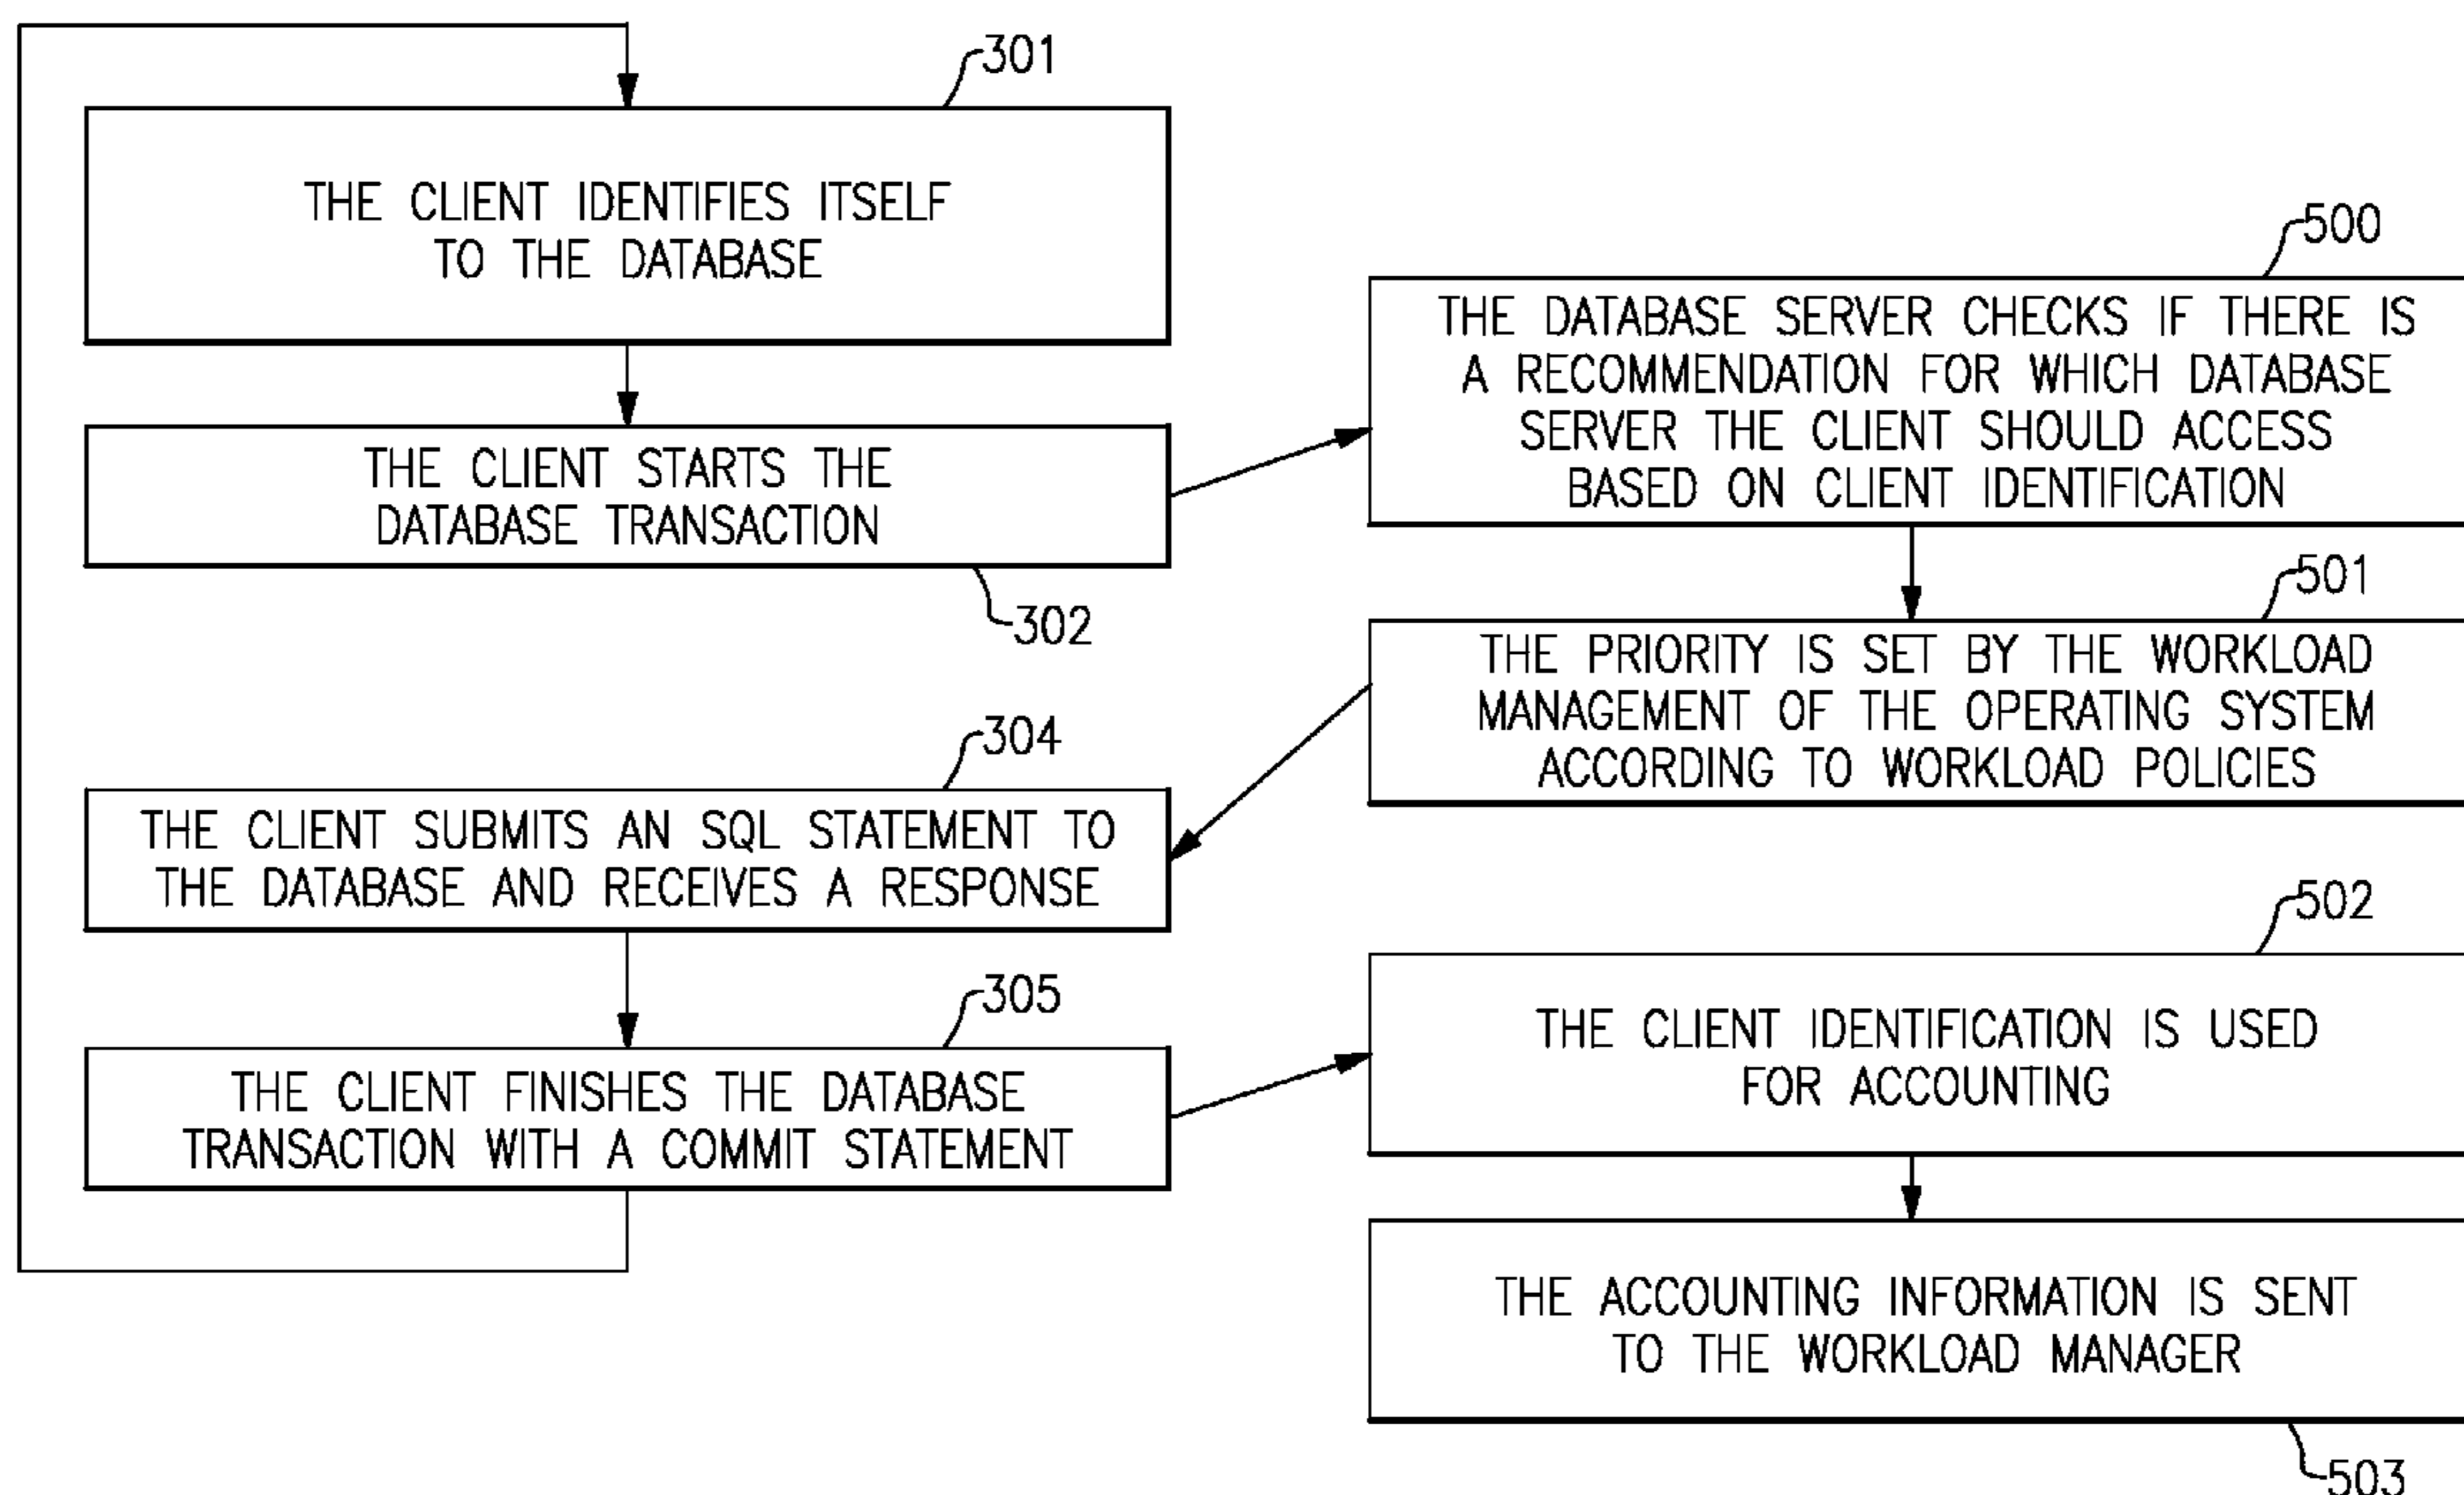 301
THE CLIENT IDENTIFIES ITSELF
TO THE DATABASE
THE CLIENT STARTS THE
DATABASE TRANSACTION
302
500
THE DATABASE SERVER CHECKS IF THERE IS
A RECOMMENDATION FOR WHICH DATABASE
SERVER THE CLIENT SHOULD ACCESS
BASED ON CLIENT IDENTIFICATION
501
THE PRIORITY IS SET BY THE WORKLOAD
MANAGEMENT OF THE OPERATING SYSTEM
ACCORDING TO WORKLOAD POLICIES
304
THE CLIENT SUBMITS AN SQL STATEMENT TO
THE DATABASE AND RECEIVES A RESPONSE
305
THE CLIENT FINISHES THE DATABASE
TRANSACTION WITH A COMMIT STATEMENT
502
THE CLIENT IDENTIFICATION IS USED
FOR ACCOUNTING
THE ACCOUNTING INFORMATION IS SENT
TO THE WORKLOAD MANAGER
503